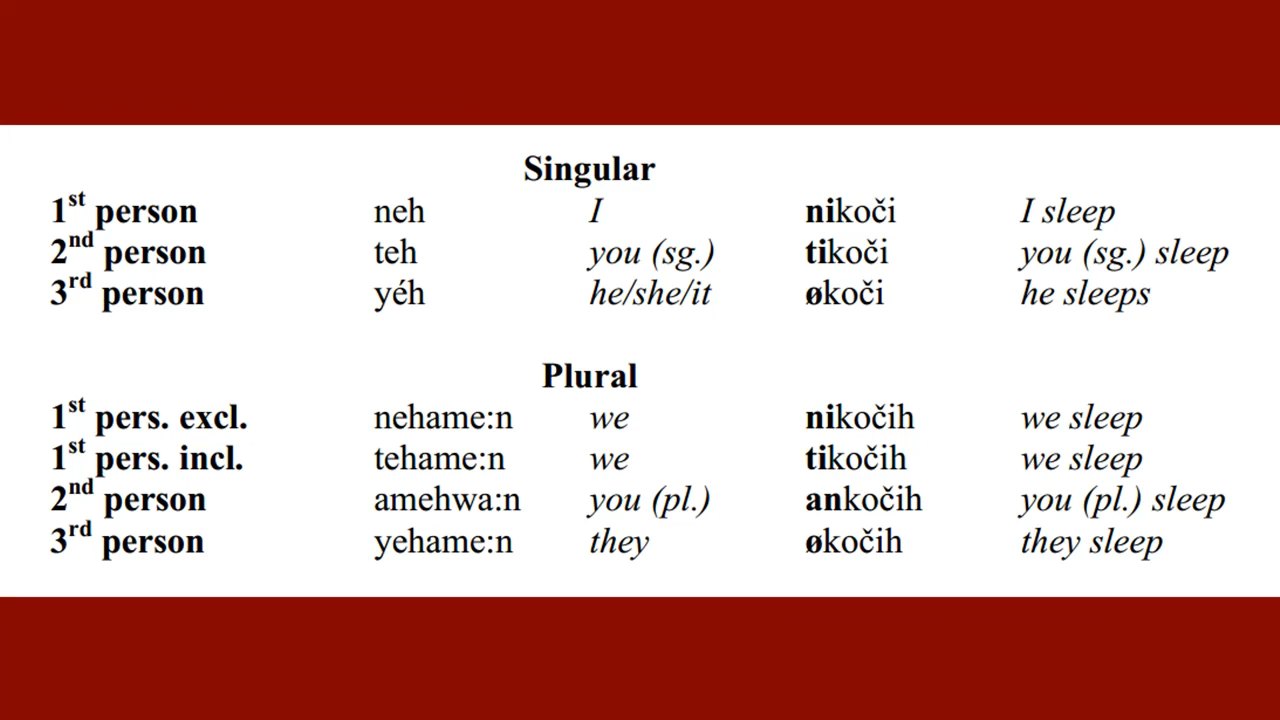 Singular
1st person neh I nikoči I sleep
2nd person teh you (sg.) tikoči you (sg.) sleep
3rd person yéh he/she/it økoči he sleeps
Plural
1st pers. excl. nehame:n we nikočih we sleep
1st pers. incl. tehame:n we tikočih we sleep
2nd person amehwa:n you (pl.) ankočih you (pl.) sleep
3rd person yehame:n they økočih they sleep